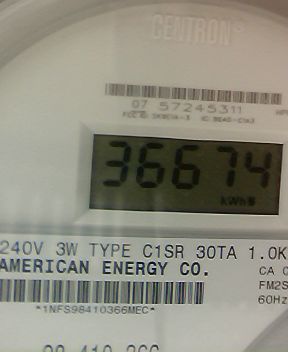 CENTRON®
07 57245311
36674
kWh
240V 3W TYPE C1SR 30TA 1.0K
AMERICAN ENERGY CO.
CA 0
FM2S
60Hz
*1NFS98410366MEC*